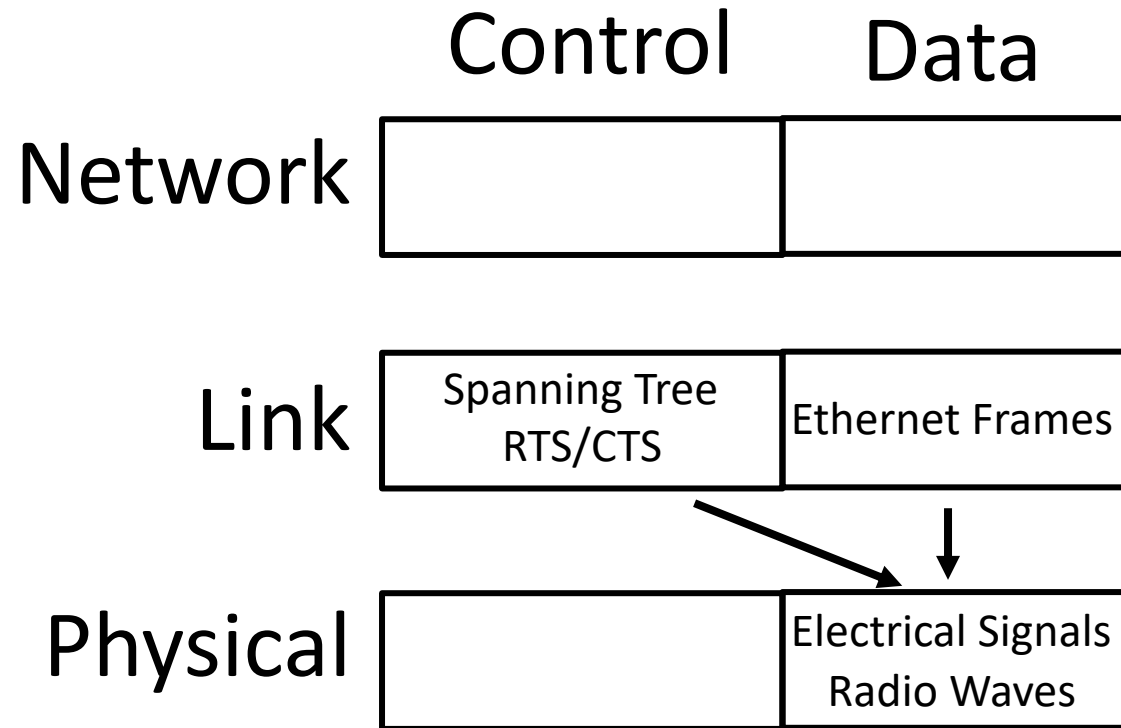 Control Data
Network
Link
Spanning Tree
RTS/CTS
Ethernet Frames
Physical
Electrical Signals
Radio Waves